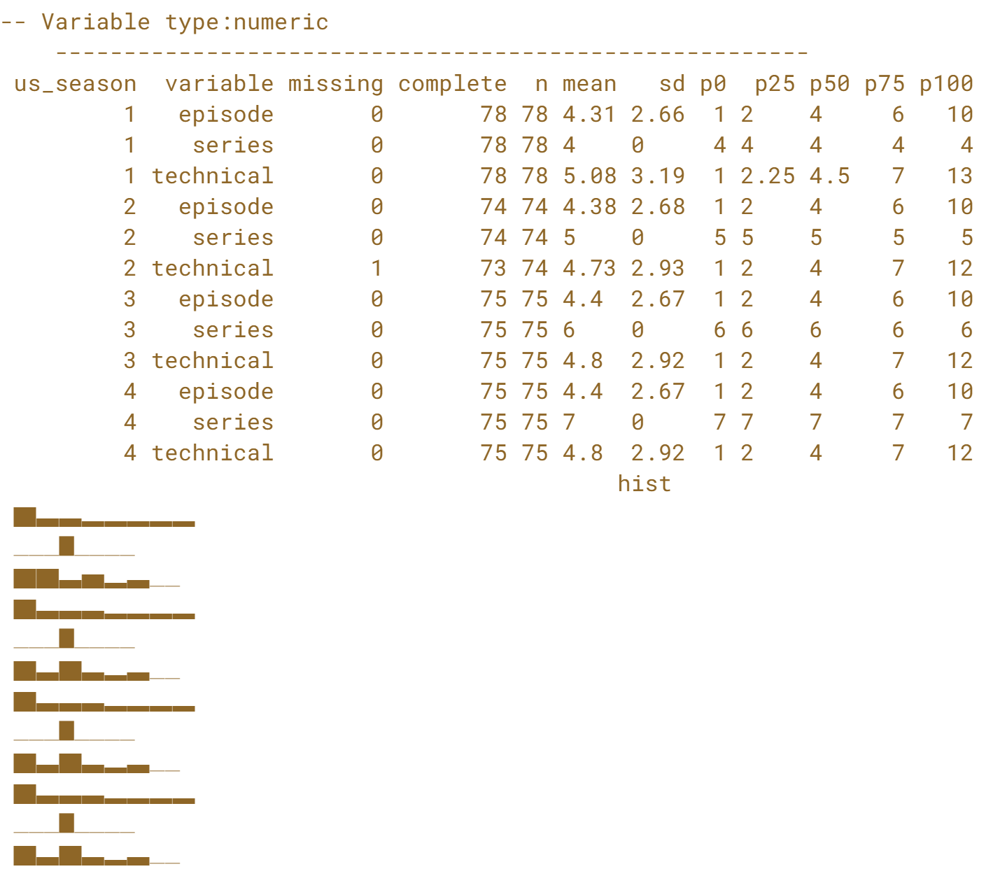 -- Variable type:numeric
-------------------------------------------------------
us_season variable missing complete n mean sd p0 p25 p50 p75 p100
1 episode 0 78 78 4.31 2.66 1 2 4 6 10
1 series 0 78 78 4 0 4 4 4 4 4
1 technical 0 78 78 5.08 3.19 1 2.25 4.5 7 13
2 episode 0 74 74 4.38 2.68 1 2 4 6 10
2 series 0 74 74 5 0 5 5 5 5 5
2 technical 1 73 74 4.73 2.93 1 2 4 7 12
3 episode 0 75 75 4.4 2.67 1 2 4 6 10
3 series 0 75 75 6 0 6 6 6 6 6
3 technical 0 75 75 4.8 2.92 1 2 4 7 12
4 episode 0 75 75 4.4 2.67 1 2 4 6 10
4 series 0 75 75 7 0 7 7 7 7 7
4 technical 0 75 75 4.8 2.92 1 2 4 7 12
hist